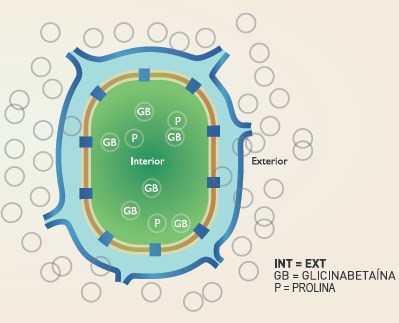 GB
P
GB
GB
P
Interior
Exterior
GB
GB
P
GB
INT = EXT
GB = GLICINABETAÍNA
P = PROLINA